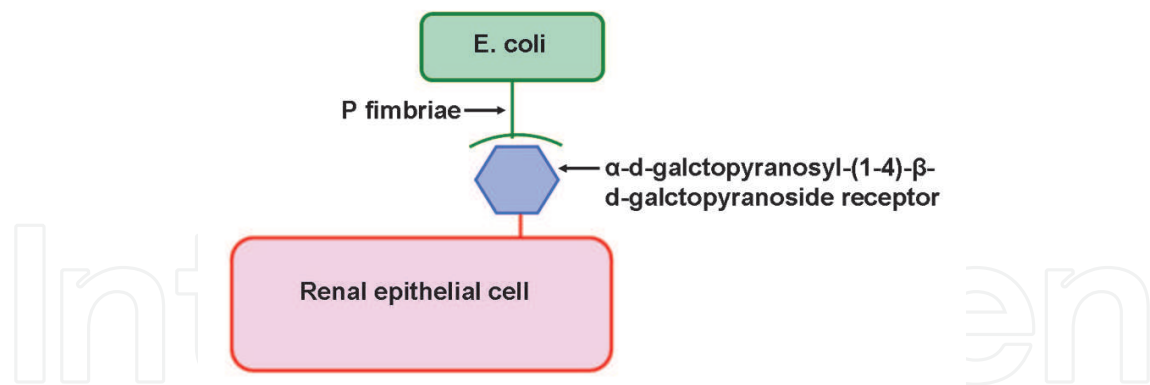 E. coli
P fimbriae
α-d-galctopyranosyl-(1-4)-β-
d-galctopyranoside receptor
Renal epithelial cell